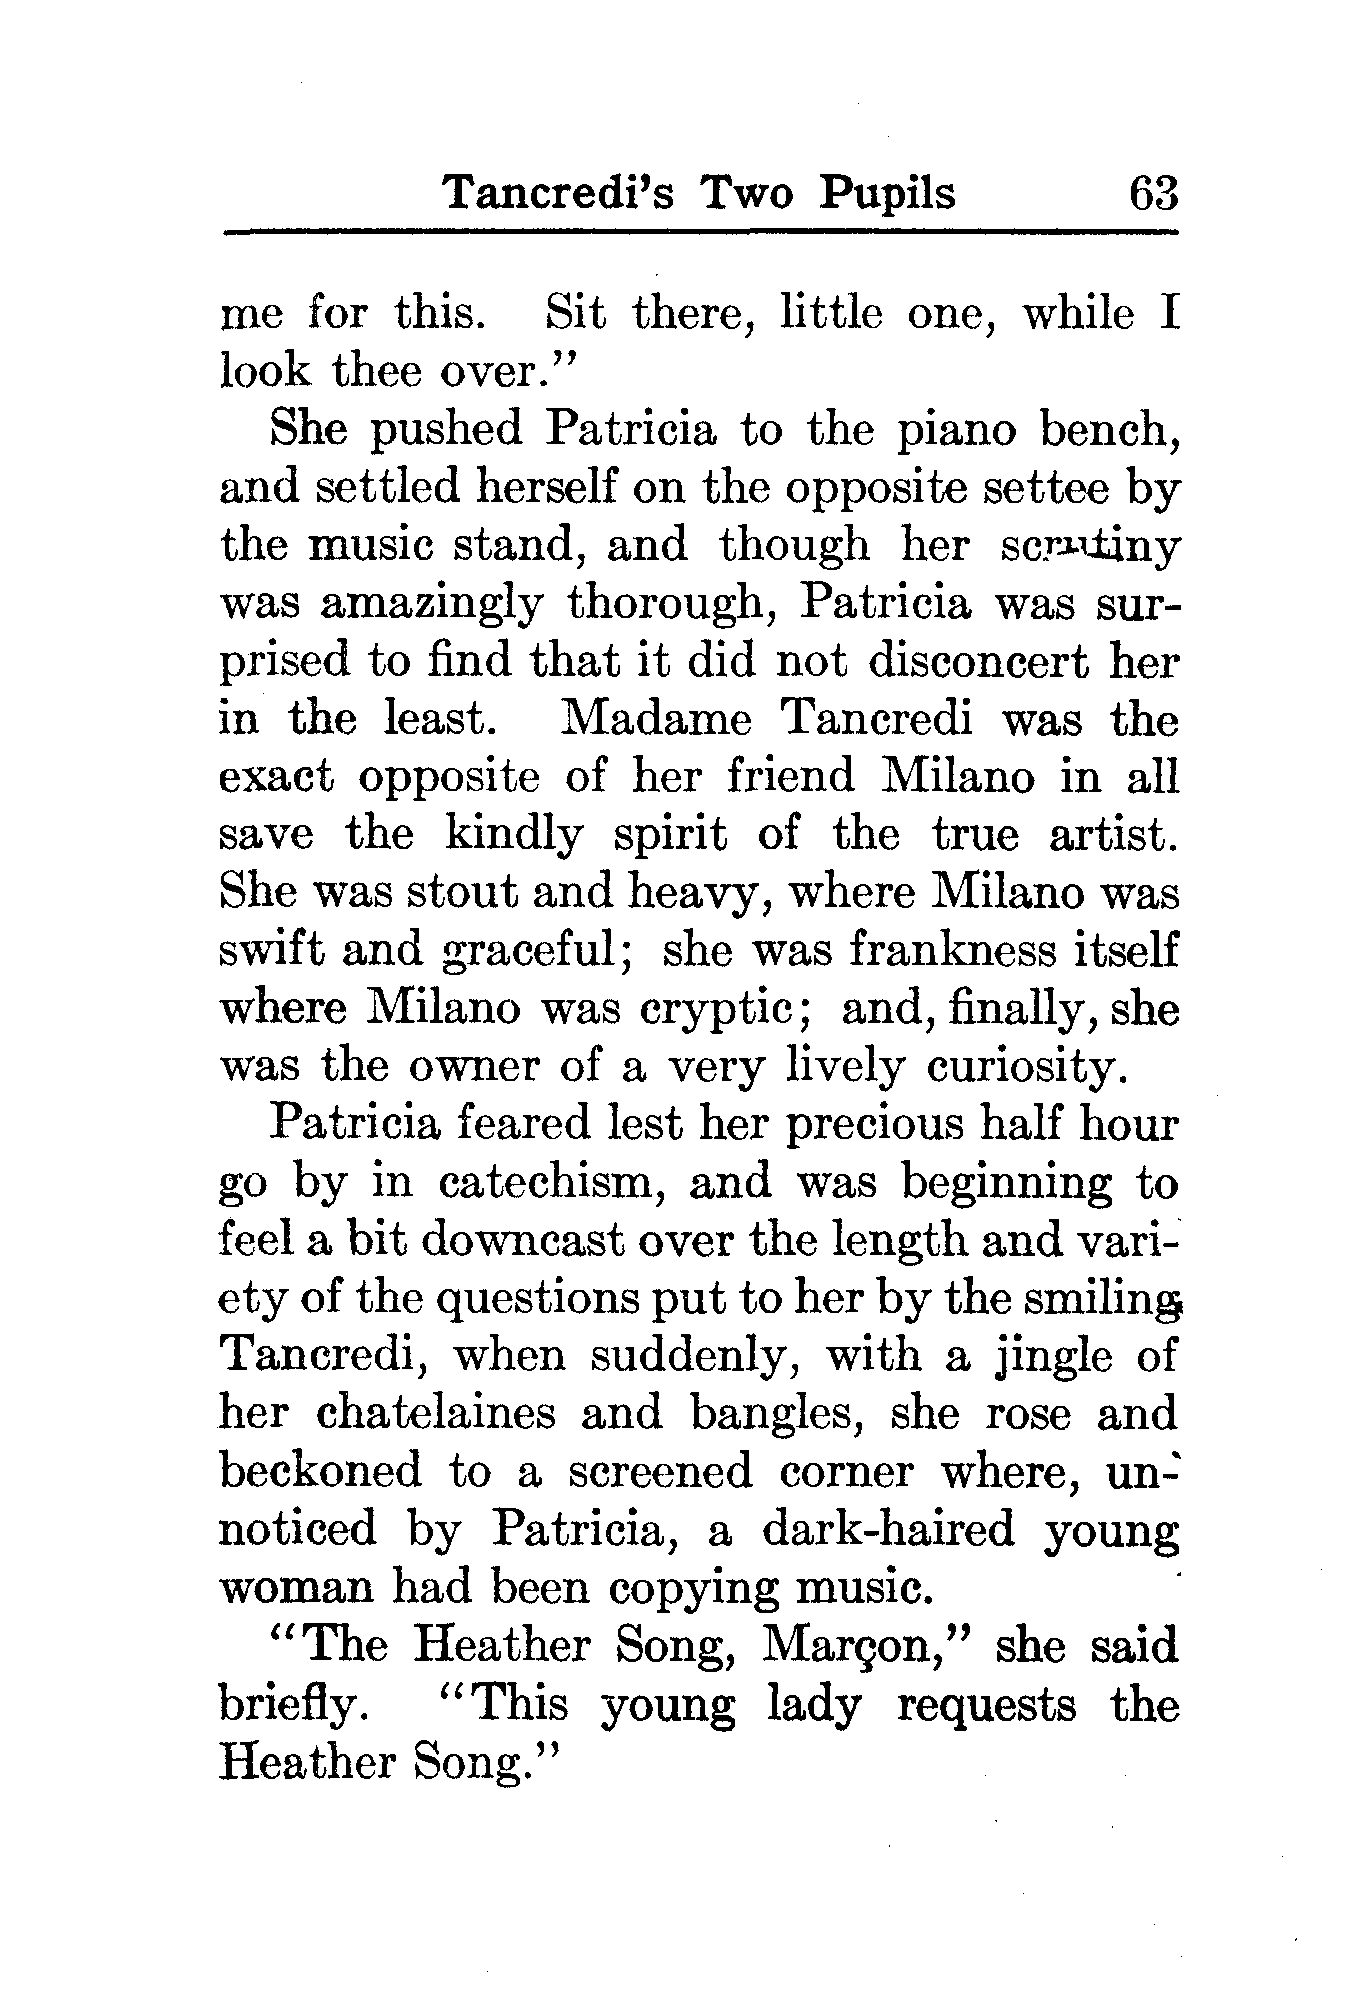 Tancredi's Two Pupils 63
me for this. Sit there, little one, while I
look thee over."
She pushed Patricia to the piano bench,
and settled herself on the opposite settee by
the music stand, and though her scrutiny
was amazingly thorough, Patricia was sur-
prised to find that it did not disconcert her
in the least. Madame Tancredi was the
exact opposite of her friend Milano in all
save the kindly spirit of the true artist.
She was stout and heavy, where Milano was
swift and graceful; she was frankness itself
where Milano was cryptic; and, finally, she
was the owner of a very lively curiosity.
Patricia feared lest her precious half hour
go by in catechism, and was beginning to
feel a bit downcast over the length and vari-
ety of the questions put to her by the smiling
Tancredi, when suddenly, with a jingle of
her chatelaines and bangles, she rose and
beckoned to a screened corner where, un-
noticed by Patricia, a dark-haired young
woman had been copying music.
"The Heather Song, Marçon," she said
briefly. "This young lady requests the
Heather Song."